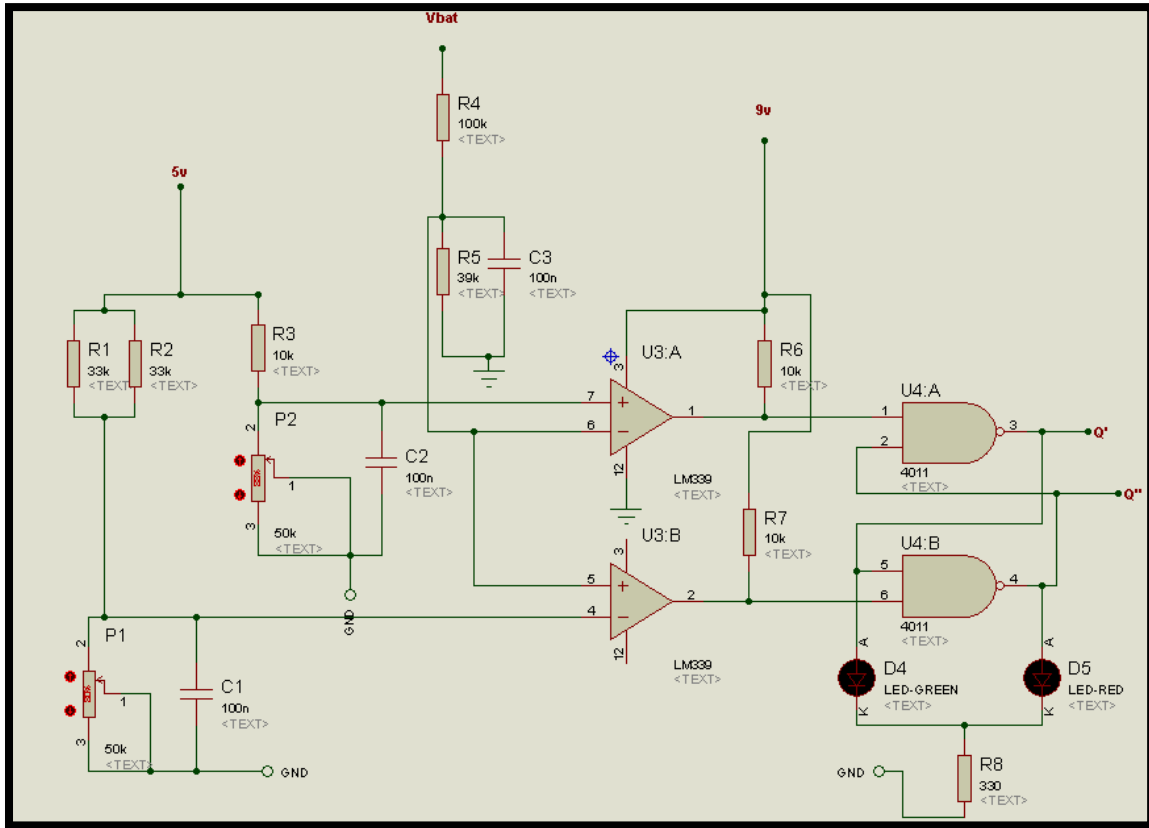 Vbat
R4
100k
<TEXT>
9v
5v
R5
39k
<TEXT>
C3
100n
<TEXT>
R1
33k
<TEXT>
R2
33k
<TEXT>
R3
10k
<TEXT>
U3:A
3
7
6
1
12
LM339
<TEXT>
R6
10k
<TEXT>
U4:A
1
2
3
4011
<TEXT>
Q'
Q"
P2
2
1
3
50k
<TEXT>
C2
100n
<TEXT>
GND
R7
10k
<TEXT>
U3:B
3
5
4
2
12
LM339
<TEXT>
U4:B
5
6
4
4011
<TEXT>
P1
2
1
3
50k
<TEXT>
C1
100n
<TEXT>
GND
A
D4
LED-GREEN
<TEXT>
K
A
D5
LED-RED
<TEXT>
K
R8
330
<TEXT>
GND